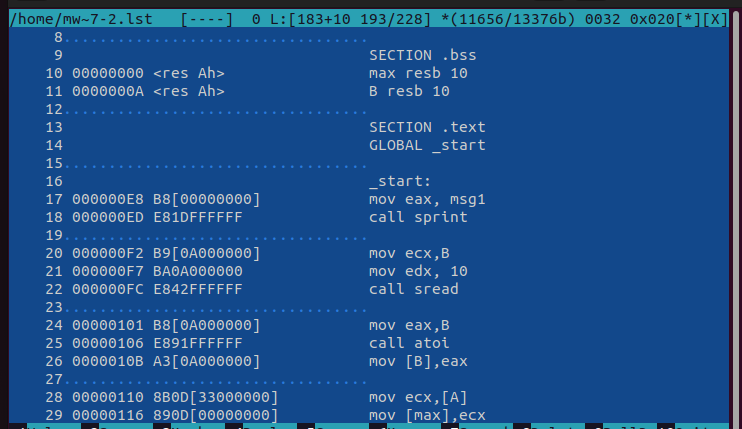 /home/mw~7-2.lst   [----]  0 L:[183+10 193/228] *(11656/13376b) 0032 0x020[*][X]
8
9 SECTION .bss
10 00000000 <res Ah> max resb 10
11 0000000A <res Ah> B resb 10
12
13 SECTION .text
14 GLOBAL _start
15
16 _start:
17 000000E8 B8[00000000] mov eax, msg1
18 000000ED E81DFFFFFF call sprint
19
20 000000F2 B9[0A000000] mov ecx,B
21 000000F7 BA0A000000 mov edx, 10
22 000000FC E842FFFFFF call sread
23
24 00000101 B8[0A000000] mov eax,B
25 00000106 E891FFFFFF call atoi
26 0000010B A3[0A000000] mov [B],eax
27
28 00000110 8B0D[33000000] mov ecx,[A]
29 00000116 890D[00000000] mov [max],ecx